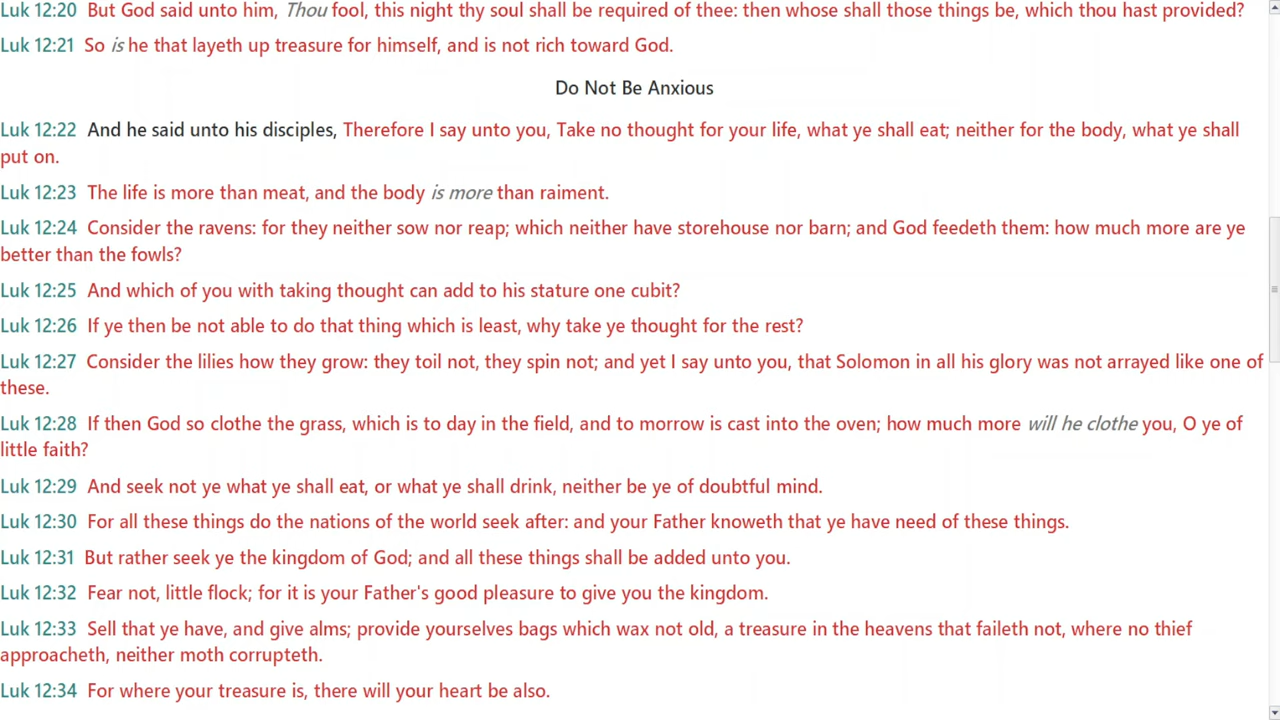 Luk 12:20 But God said unto him, Thou fool, this night thy soul shall be required of thee: then whose shall those things be, which thou hast provided?
Luk 12:21 So is he that layeth up treasure for himself, and is not rich toward God.
Do Not Be Anxious
Luk 12:22 And he said unto his disciples, Therefore I say unto you, Take no thought for your life, what ye shall eat; neither for the body, what ye shall
put on.
Luk 12:23 The life is more than meat, and the body is more than raiment.
Luk 12:24 Consider the ravens: for they neither sow nor reap; which neither have storehouse nor barn; and God feedeth them: how much more are ye
better than the fowls?
Luk 12:25 And which of you with taking thought can add to his stature one cubit?
Luk 12:26 If ye then be not able to do that thing which is least, why take ye thought for the rest?
Luk 12:27 Consider the lilies how they grow: they toil not, they spin not; and yet I say unto you, that Solomon in all his glory was not arrayed like one of
these.
Luk 12:28 If then God so clothe the grass, which is to day in the field, and to morrow is cast into the oven; how much more will he clothe you, O ye of
little faith?
Luk 12:29 And seek not ye what ye shall eat, or what ye shall drink, neither be ye of doubtful mind.
Luk 12:30 For all these things do the nations of the world seek after: and your Father knoweth that ye have need of these things.
Luk 12:31 But rather seek ye the kingdom of God; and all these things shall be added unto you.
Luk 12:32 Fear not, little flock; for it is your Father's good pleasure to give you the kingdom.
Luk 12:33 Sell that ye have, and give alms; provide yourselves bags which wax not old, a treasure in the heavens that faileth not, where no thief
approacheth, neither moth corrupteth.
Luk 12:34 For where your treasure is, there will your heart be also.